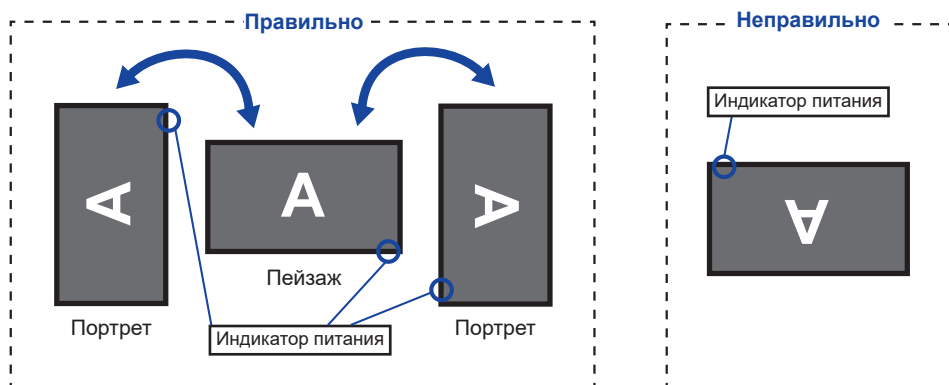 Правильно
Неправильно
Индикатор питания
A
A
A
A
Пейзаж
Портрет
Индикатор питания
Портрет